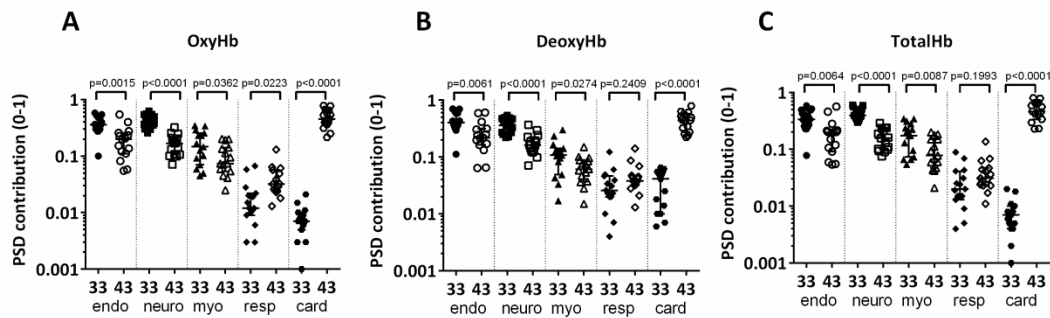 A
OxyHb
p=0.0015 p<0.0001 p=0.0362 p=0.0223 p<0.0001
PSD contribution (0-1)
1
0.1
0.01
0.001
33 43 33 43 33 43 33 43 33 43
endo neuro myo resp card
B
DeoxyHb
p=0.0061 p<0.0001 p=0.0274 p=0.2409 p<0.0001
PSD contribution (0-1)
1
0.1
0.01
0.001
33 43 33 43 33 43 33 43 33 43
endo neuro myo resp card
C
TotalHb
p=0.0064 p<0.0001 p=0.0087 p=0.1993 p<0.0001
PSD contribution (0-1)
1
0.1
0.01
0.001
33 43 33 43 33 43 33 43 33 43
endo neuro myo resp card